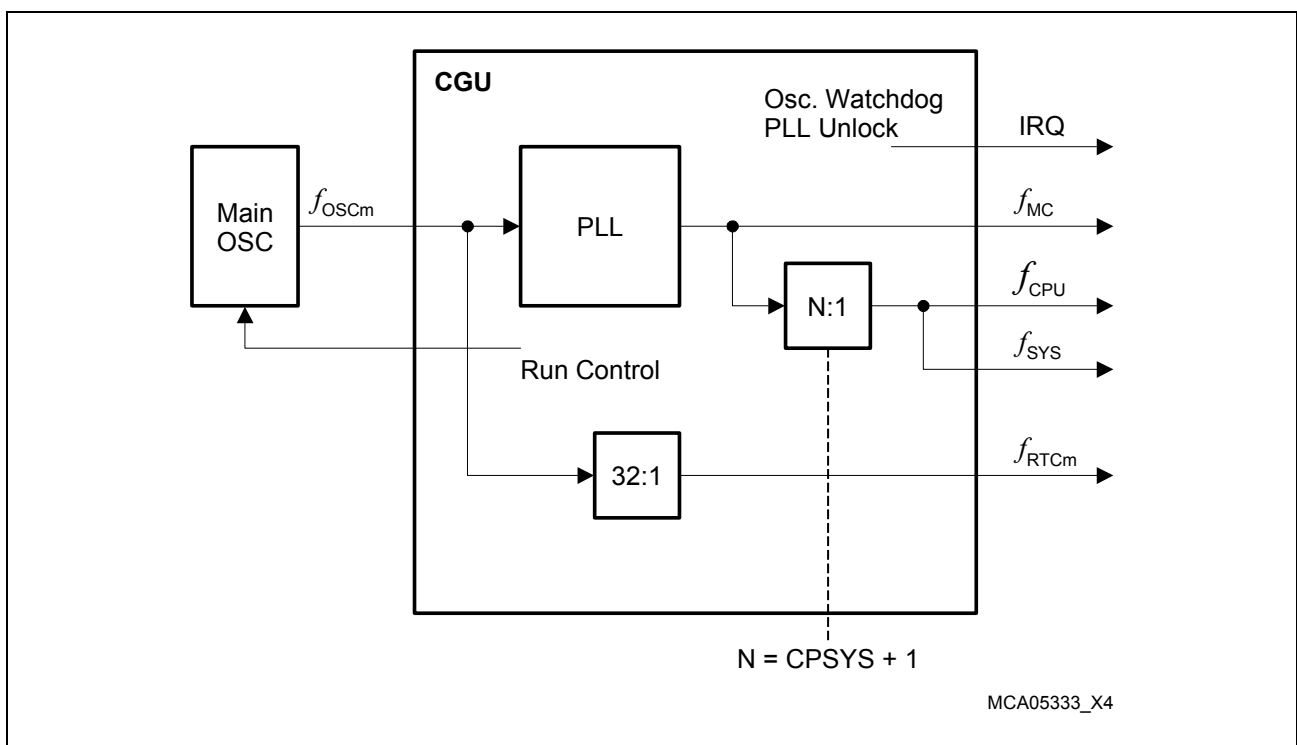 CGU
Osc. Watchdog
PLL Unlock
IRQ
Main
OSC
fOSCm
PLL
fMC
N:1
fCPU
fSYS
Run Control
32:1
fRTCm
N = CPSYS + 1
MCA05333_X4